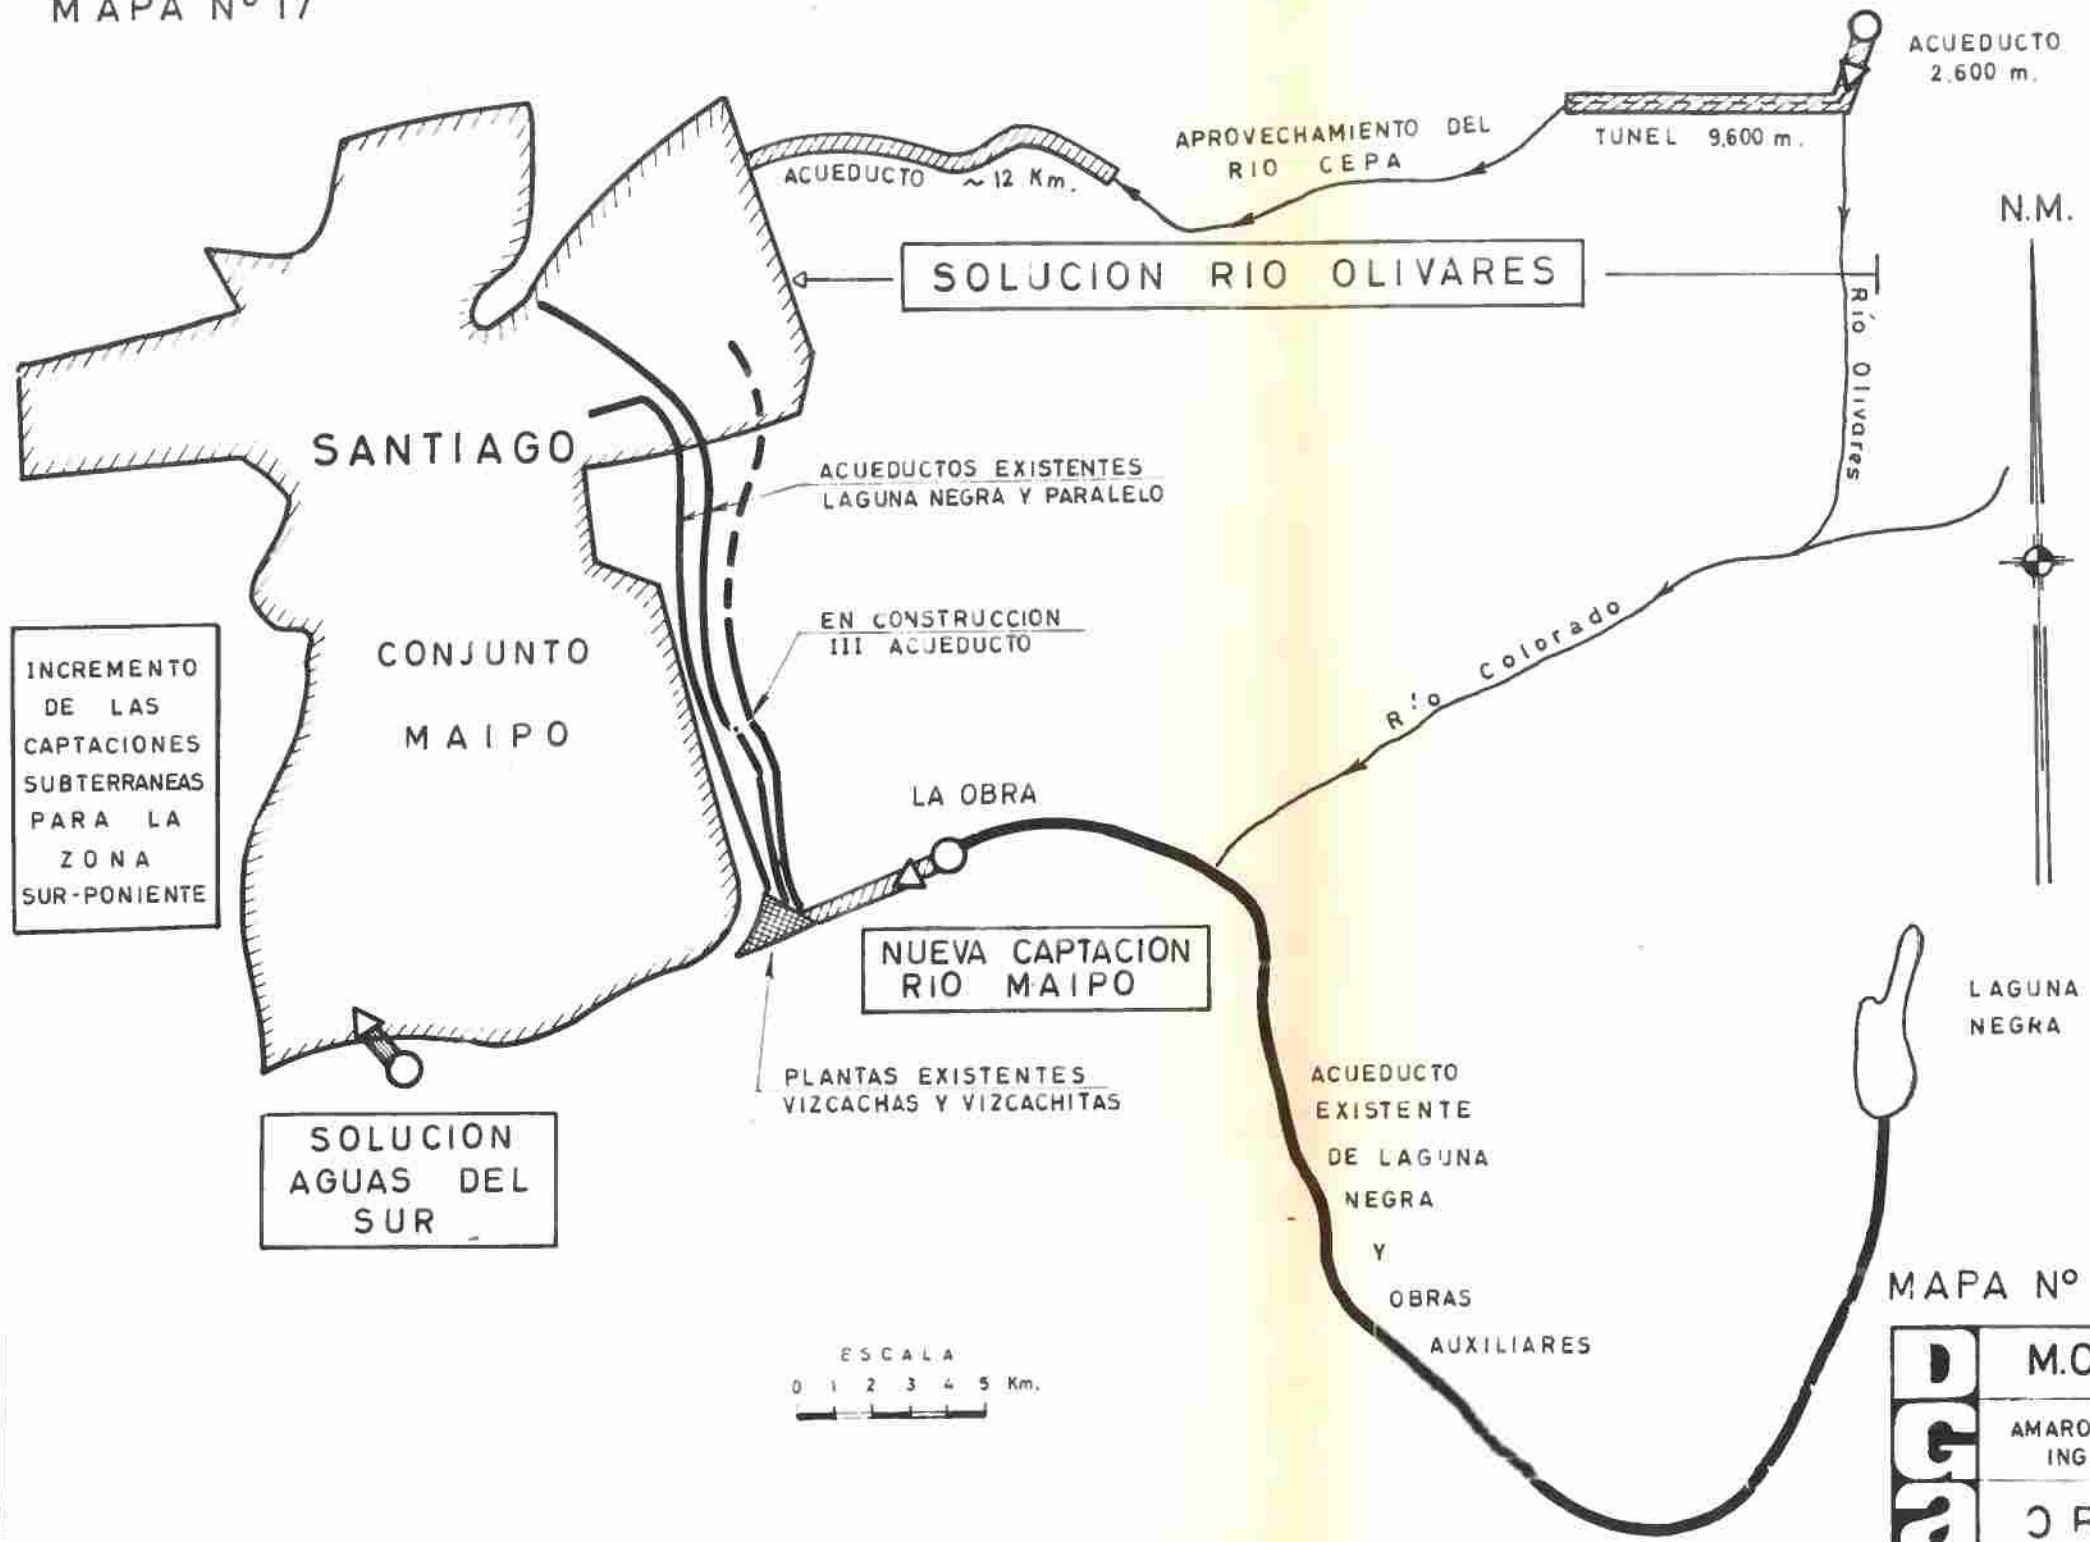 MAPA Nº 17
ACUEDUCTO
2.600 m.
TUNEL 9,600 m.
APROVECHAMIENTO DEL
RIO CEPA
ACUEDUCTO ~12 Km.
N.M.
SOLUCION RIO OLIVARES
Río Olivares
SANTIAGO
ACUEDUCTOS EXISTENTES
LAGUNA NEGRA Y PARALELO
EN CONSTRUCCION
III ACUEDUCTO
CONJUNTO
MAIPO
Río Colorado
INCREMENTO
DE LAS
CAPTACIONES
SUBTERRANEAS
PARA LA
ZONA
SUR-PONIENTE
LA OBRA
NUEVA CAPTACION
RIO MAIPO
LAGUNA
NEGRA
PLANTAS EXISTENTES
VIZCACHAS Y VIZCACHITAS
ACUEDUCTO
EXISTENTE
DE LAGUNA
NEGRA
Y
OBRAS
AUXILIARES
SOLUCION
AGUAS DEL
SUR
ESCALA
0 1 2 3 4 5 Km.
MAPA Nº
D
G
a
M.O
AMARO
ING